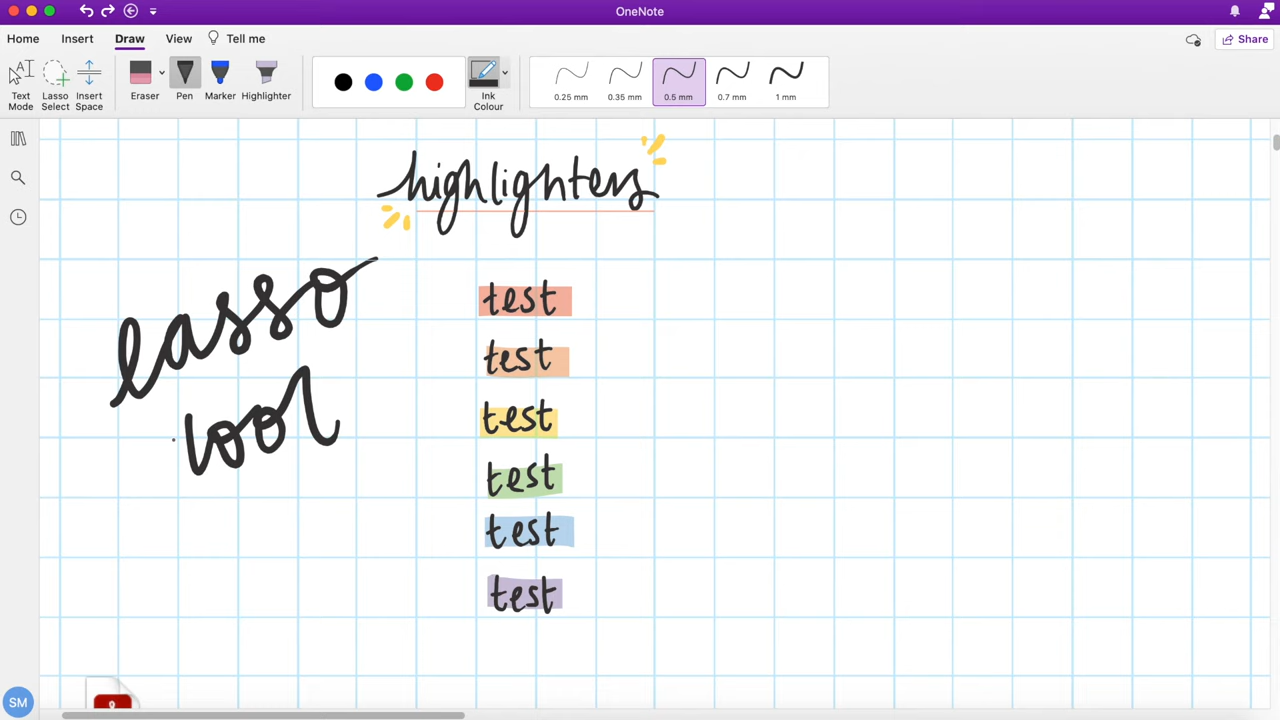 OneNote
Home Insert Draw View Tell me
Share
Text Mode
Lasso Select
Insert Space
Eraser
Pen
Marker
Highlighter
Ink Colour
0.25 mm
0.35 mm
0.5 mm
0.7 mm
1 mm
highlighters
lasso
tool
test
test
test
test
test
test
SM